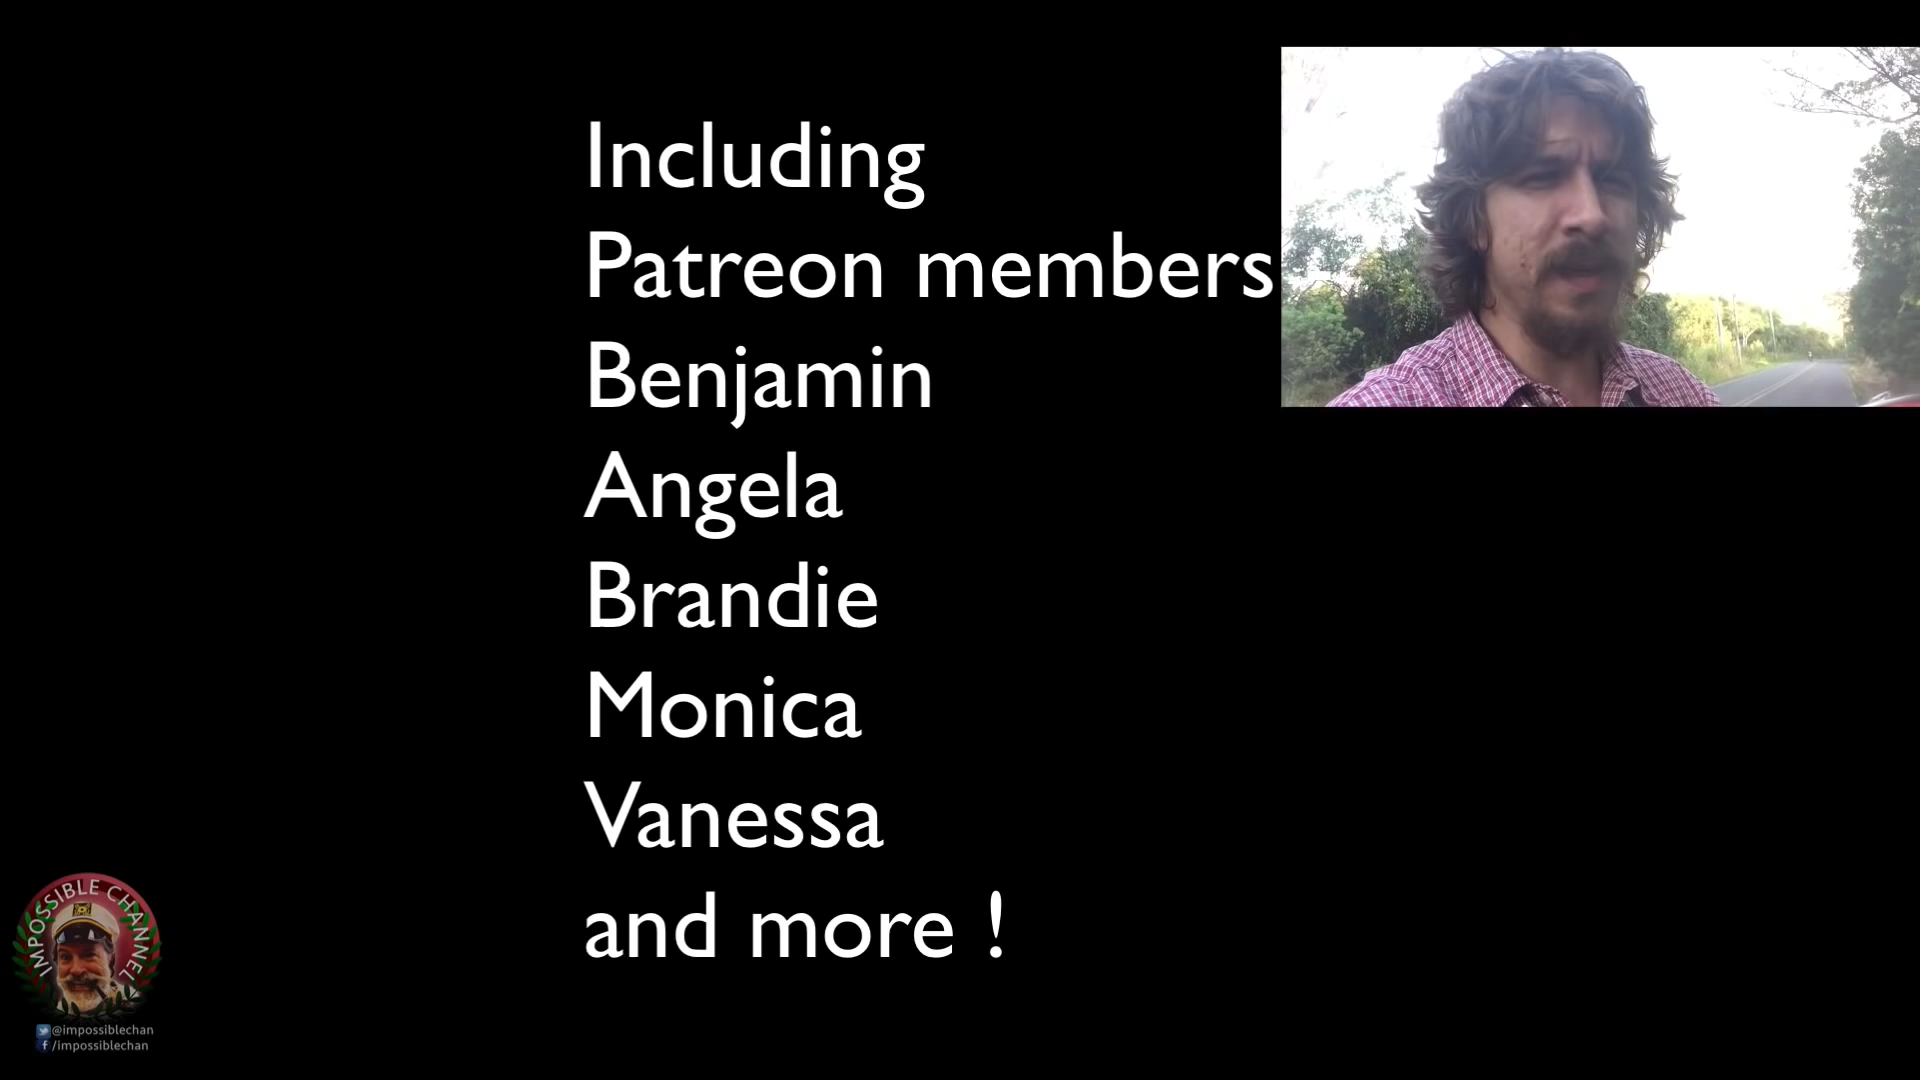 Including
Patreon members
Benjamin
Angela
Brandie
Monica
Vanessa
and more !
IMPOSSIBLE CHANNEL
@impossiblechan
/impossiblechan